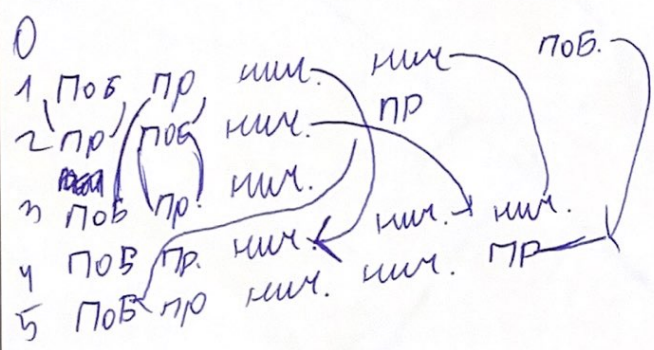 0
1 Поб Пр нич. нич поб.
2 Пр Поб нич. ПР
нич.
3 Поб Пр. нич. нич.
4 Поб Пр. нич. Пр
5 Поб Пр нич. нич.